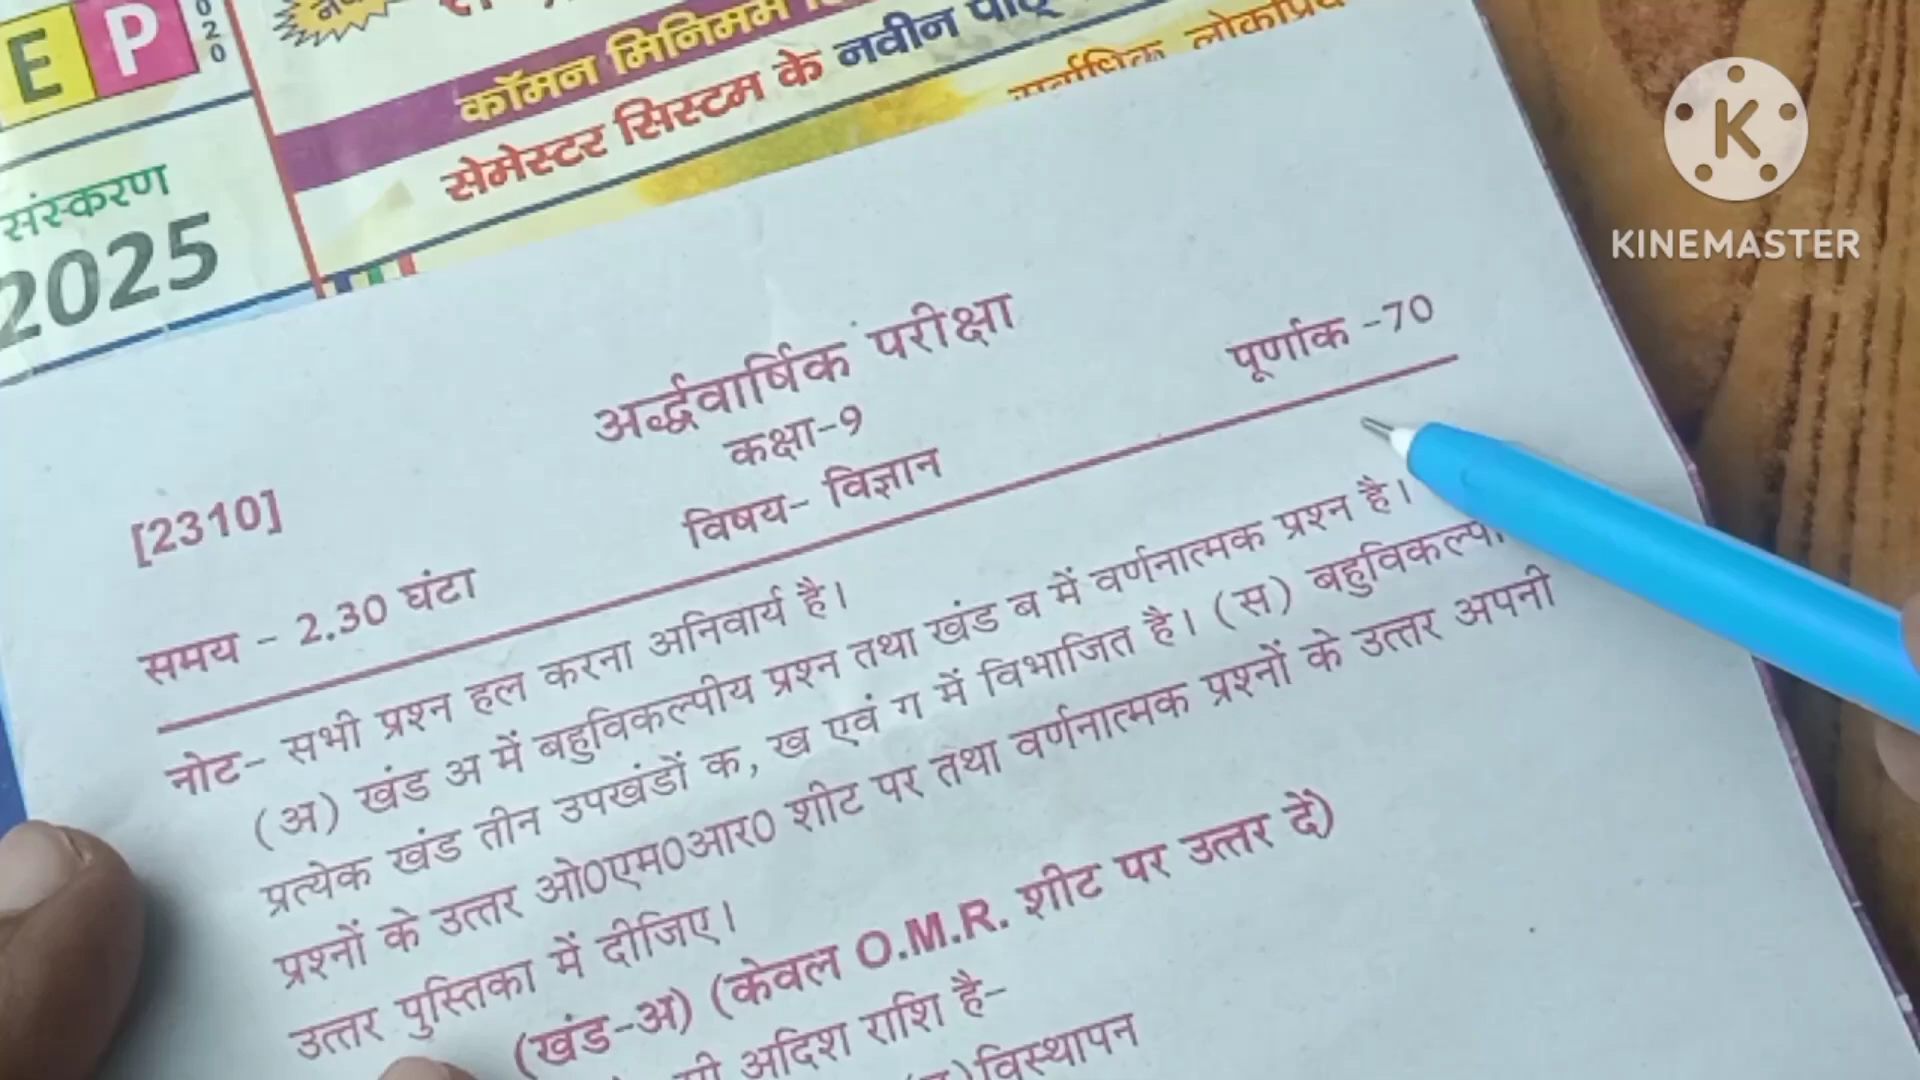 EP
2020
संस्करण
2025
कॉमन मिनिमम
सेमेस्टर सिस्टम के नवीन
KINEMASTER
अर्द्धवार्षिक परीक्षा
कक्षा-9
[2310]
विषय- विज्ञान
पूर्णाक -70
समय - 2.30 घंटा
नोट- सभी प्रश्न हल करना अनिवार्य है।
(अ) खंड अ में बहुविकल्पीय प्रश्न तथा खंड ब में वर्णनात्मक प्रश्न है।
प्रत्येक खंड तीन उपखंडों क, ख एवं ग में विभाजित है। (स)
प्रश्नों के उत्तर ओ0एम0आर0 शीट पर तथा वर्णनात्मक प्रश्नों के उत्तर अपनी
उत्तर पुस्तिका में दीजिए।
(खंड-अ) (केवल O.M.R. शीट पर उत्तर दें)
अदिश राशि है-
विस्थापन